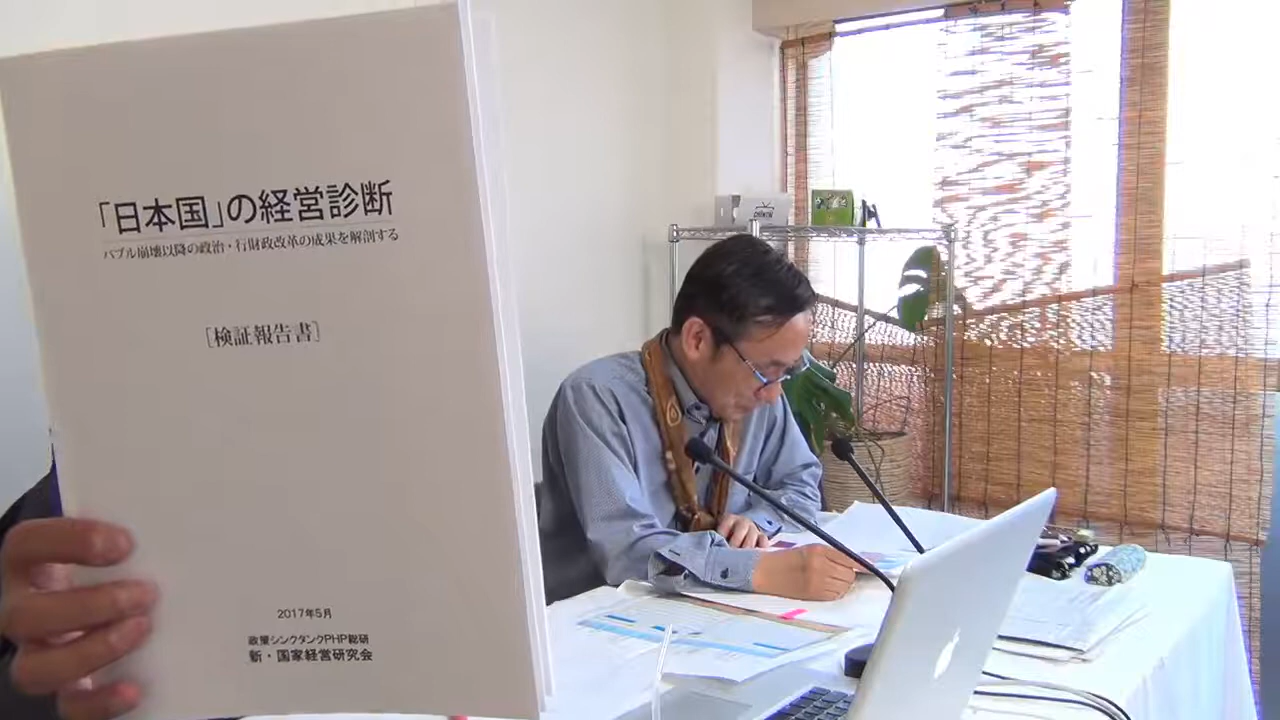 「日本国」の経営診断
バブル崩壊以降の政治・行財政改革の成果を解剖する
[検証報告書]
2017年5月
政策シンクタンクPHP総研
新・国家経営研究会